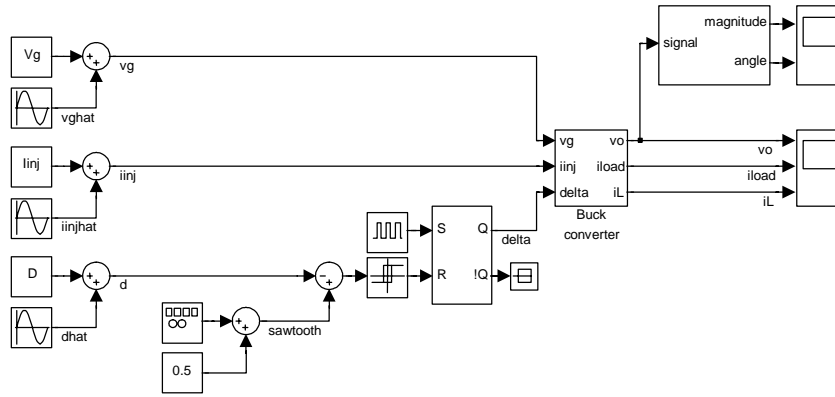 magnitude
signal
angle
Vg
+
+
vg
vghat
vg
vo
vo
Iinj
+
+
iinj
iinj
iload
iload
iinjhat
delta
iL
iL
Buck
converter
S
Q
delta
D
+
+
d
−
+
R
!Q
dhat
+
+
sawtooth
0.5